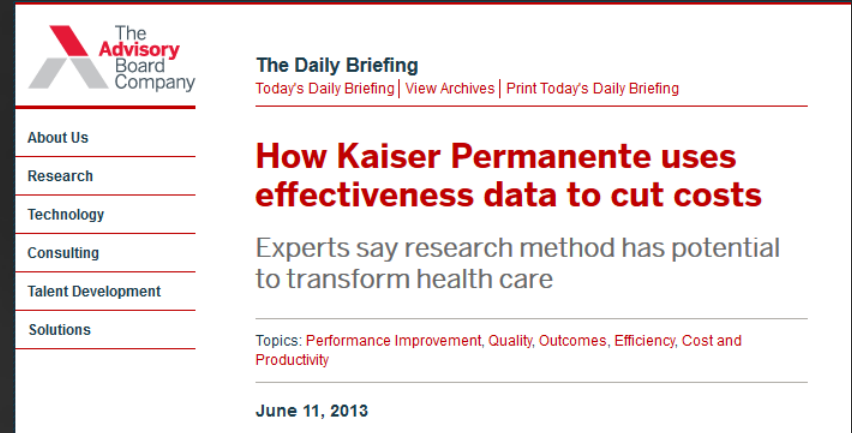 The
Advisory
Board
Company
The Daily Briefing
Today's Daily Briefing | View Archives | Print Today's Daily Briefing
About Us
Research
Technology
Consulting
Talent Development
Solutions
How Kaiser Permanente uses
effectiveness data to cut costs
Experts say research method has potential
to transform health care
Topics: Performance Improvement, Quality, Outcomes, Efficiency, Cost and
Productivity
June 11, 2013